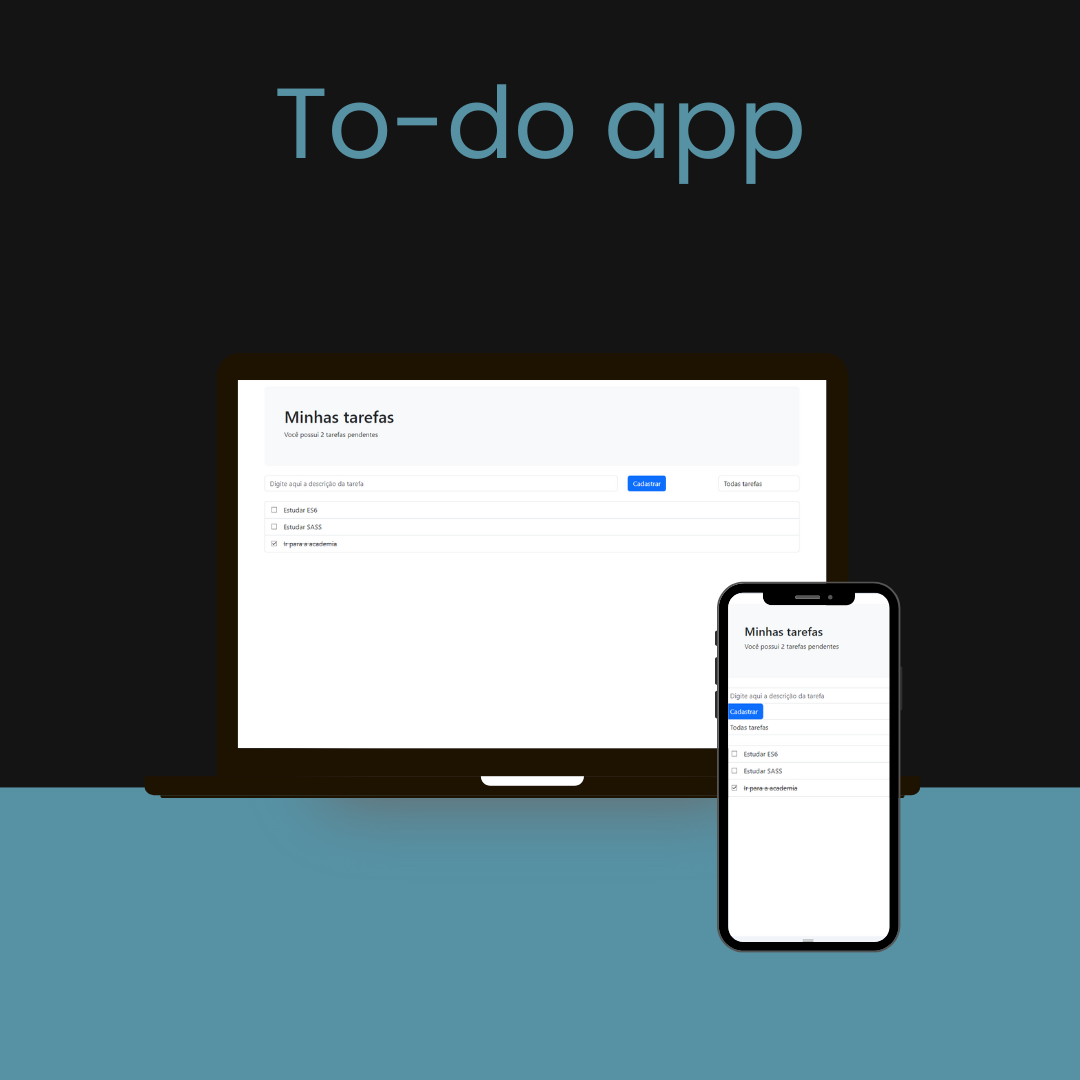 To-do app
Minhas tarefas
Você possui 2 tarefas pendentes
Digite aqui a descrição da tarefa
Cadastrar
Todas tarefas
Estudar ES6
Estudar SASS
Ir para a academia
Minhas tarefas
Você possui 2 tarefas pendentes
Digite aqui a descrição da tarefa
Cadastrar
Todas tarefas
Estudar ES6
Estudar SASS
Ir para a academia